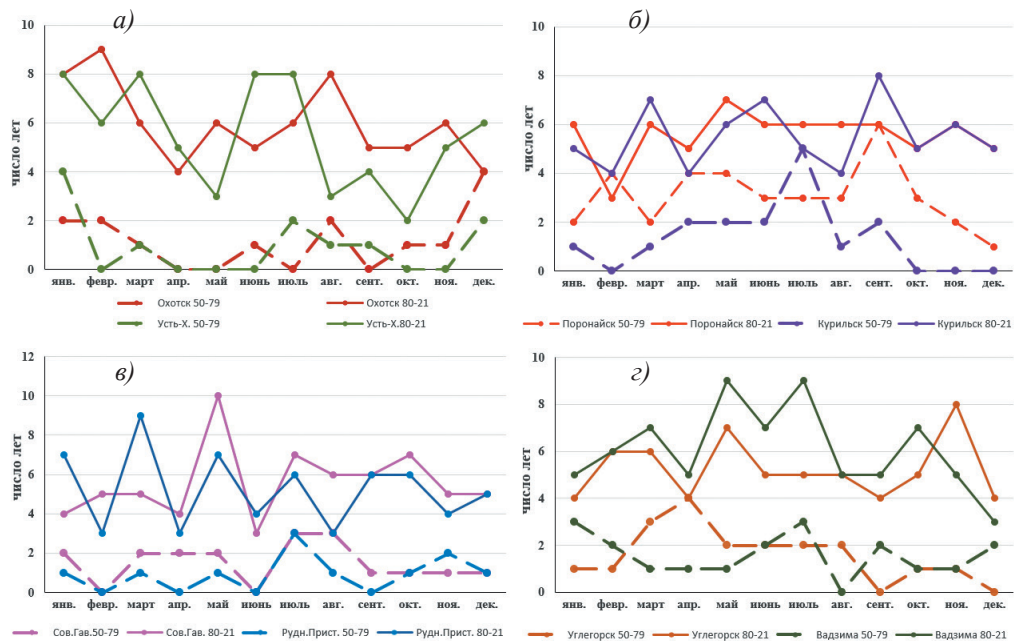 а)
число лет
10
8
6
4
2
0
янв. февр. март апр. май июнь июль авг. сент. окт. ноя. дек.
Охотск 50-79 Охотск 80-21
Усть-Х. 50-79 Усть-Х.80-21
б)
число лет
10
8
6
4
2
0
янв. февр. март апр. май июнь июль авг. сент. окт. ноя. дек.
Поронайск 50-79 Поронайск 80-21 Курильск 50-79 Курильск 80-21
в)
число лет
12
10
8
6
4
2
0
янв. февр. март апр. май июнь июль авг. сент. окт. ноя. дек.
Сов.Гав.50-79 Сов.Гав. 80-21 Рудн.Прист. 50-79 Рудн.Прист. 80-21
г)
число лет
10
8
6
4
2
0
янв. февр. март апр. май июнь июль авг. сент. окт. ноя. дек.
Углегорск 50-79 Углегорск 80-21 Вадзима 50-79 Вадзима 80-21